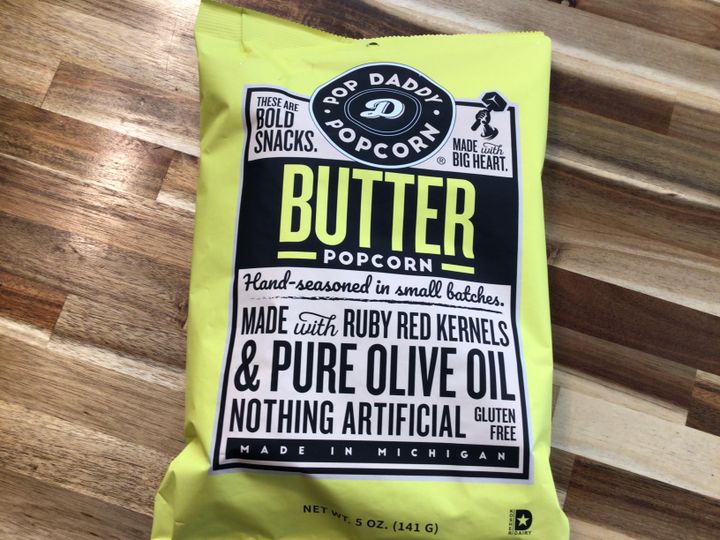 POP DADDY
D
POPCORN
®
THESE ARE
BOLD
SNACKS.
MADE with
BIG HEART.
BUTTER
POPCORN
Hand-seasoned in small batches.
MADE with RUBY RED KERNELS
& PURE OLIVE OIL
NOTHING ARTIFICIAL
GLUTEN
FREE
MADE IN MICHIGAN
NET WT. 5 OZ. (141 G)
KOSHER
D
DAIRY